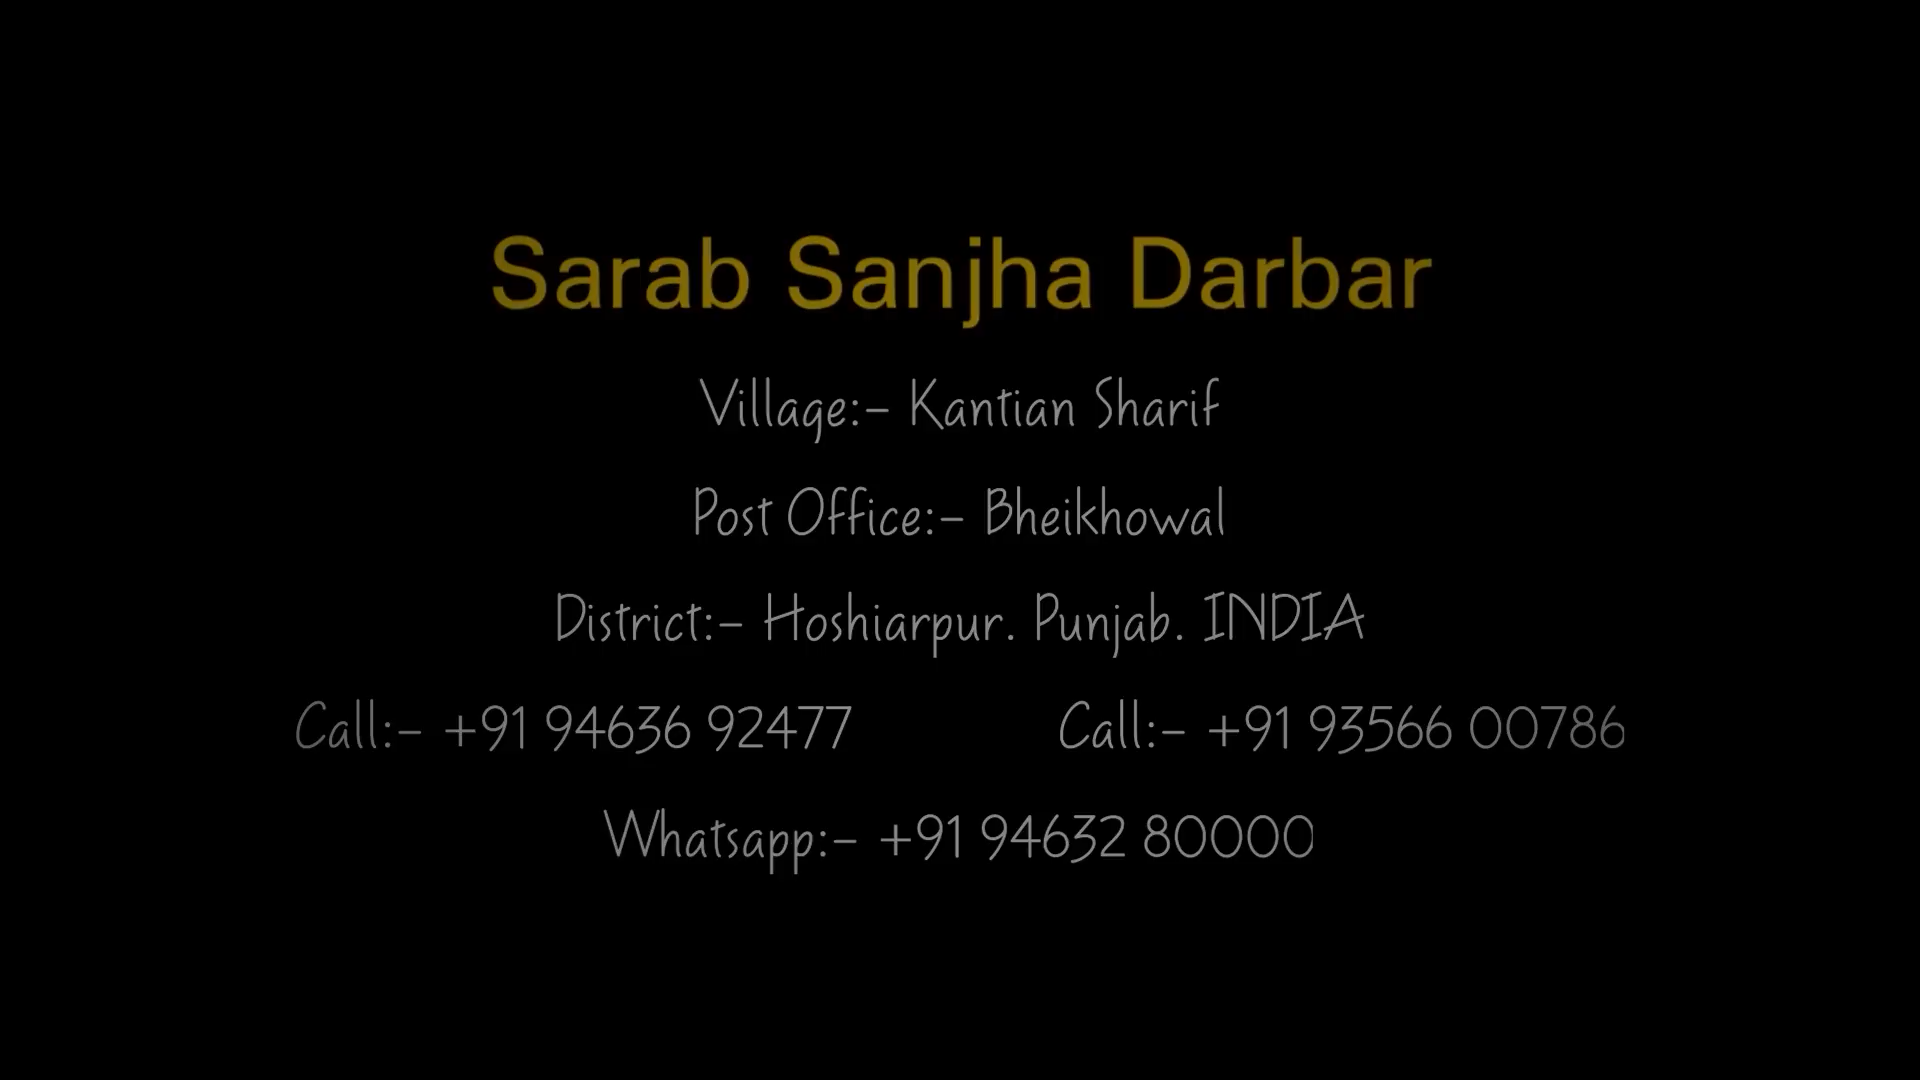 Sarab Sanjha Darbar
Village:- Kantian Sharif
Post Office:- Bheikhowal
District:- Hoshiarpur. Punjab. INDIA
Call:- +91 94636 92477 Call:- +91 93566 00786
Whatsapp:- +91 94632 80000